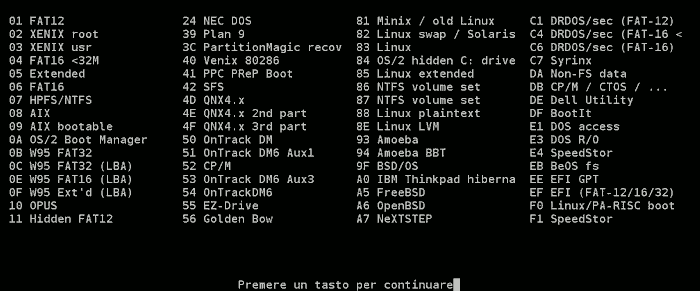 01 FAT12 24 NEC DOS 81 Minix / old Linux C1 DRDOS/sec (FAT-12)
02 XENIX root 39 Plan 9 82 Linux swap / Solaris C4 DRDOS/sec (FAT-16 <
03 XENIX usr 3C PartitionMagic recov 83 Linux C6 DRDOS/sec (FAT-16)
04 FAT16 <32M 40 Venix 80286 84 OS/2 hidden C: drive C7 Syrinx
05 Extended 41 PPC PReP Boot 85 Linux extended DA Non-FS data
06 FAT16 42 SFS 86 NTFS volume set DB CP/M / CTOS / ...
07 HPFS/NTFS 4D QNX4.x 87 NTFS volume set DE Dell Utility
08 AIX 4E QNX4.x 2nd part 88 Linux plaintext DF BootIt
09 AIX bootable 4F QNX4.x 3rd part 8E Linux LVM E1 DOS access
0A OS/2 Boot Manager 50 OnTrack DM 93 Amoeba E3 DOS R/O
0B W95 FAT32 51 OnTrack DM6 Aux1 94 Amoeba BBT E4 SpeedStor
0C W95 FAT32 (LBA) 52 CP/M 9F BSD/OS EB BeOS fs
0E W95 FAT16 (LBA) 53 OnTrack DM6 Aux3 A0 IBM Thinkpad hiberna EE EFI GPT
0F W95 Ext'd (LBA) 54 OnTrackDM6 A5 FreeBSD EF EFI (FAT-12/16/32)
10 OPUS 55 EZ-Drive A6 OpenBSD F0 Linux/PA-RISC boot
11 Hidden FAT12 56 Golden Bow A7 NeXTSTEP F1 SpeedStor
Premere un tasto per continuare